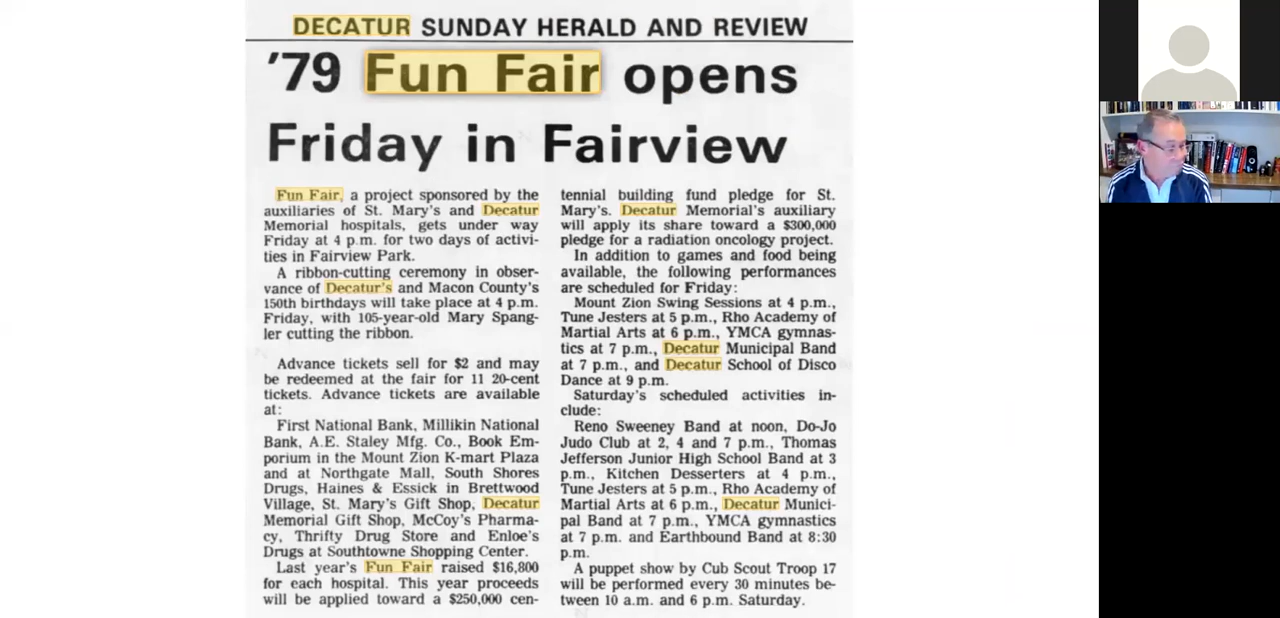 DECATUR SUNDAY HERALD AND REVIEW
'79 Fun Fair opens
Friday in Fairview
Fun Fair, a project sponsored by the
auxiliaries of St. Mary's and Decatur
Memorial hospitals, gets under way
Friday at 4 p.m. for two days of activi-
ties in Fairview Park.
A ribbon-cutting ceremony in obser-
vance of Decatur's and Macon County's
150th birthdays will take place at 4 p.m.
Friday, with 105-year-old Mary Spang-
ler cutting the ribbon.
Advance tickets sell for $2 and may
be redeemed at the fair for 11 20-cent
tickets. Advance tickets are available
at:
First National Bank, Millikin National
Bank, A.E. Staley Mfg. Co., Book Em-
porium in the Mount Zion K-mart Plaza
and at Northgate Mall, South Shores
Drugs, Haines & Essick in Brettwood
Village, St. Mary's Gift Shop, Decatur
Memorial Gift Shop, McCoy's Pharma-
cy, Thrifty Drug Store and Enloe's
Drugs at Southtowne Shopping Center.
Last year's Fun Fair raised $16,800
for each hospital. This year proceeds
will be applied toward a $250,000 cen-
tennial building fund pledge for St.
Mary's. Decatur Memorial's auxiliary
will apply its share toward a $300,000
pledge for a radiation oncology project.
In addition to games and food being
available, the following performances
are scheduled for Friday:
Mount Zion Swing Sessions at 4 p.m.,
Tune Jesters at 5 p.m., Rho Academy of
Martial Arts at 6 p.m., YMCA gymnas-
tics at 7 p.m., Decatur Municipal Band
at 7 p.m., and Decatur School of Disco
Dance at 9 p.m.
Saturday's scheduled activities in-
clude:
Reno Sweeney Band at noon, Do-Jo
Judo Club at 2, 4 and 7 p.m., Thomas
Jefferson Junior High School Band at 3
p.m., Kitchen Desserters at 4 p.m.,
Tune Jesters at 5 p.m., Rho Academy of
Martial Arts at 6 p.m., Decatur Munici-
pal Band at 7 p.m., YMCA gymnastics
at 7 p.m. and Earthbound Band at 8:30
p.m.
A puppet show by Cub Scout Troop 17
will be performed every 30 minutes be-
tween 10 a.m. and 6 p.m. Saturday.